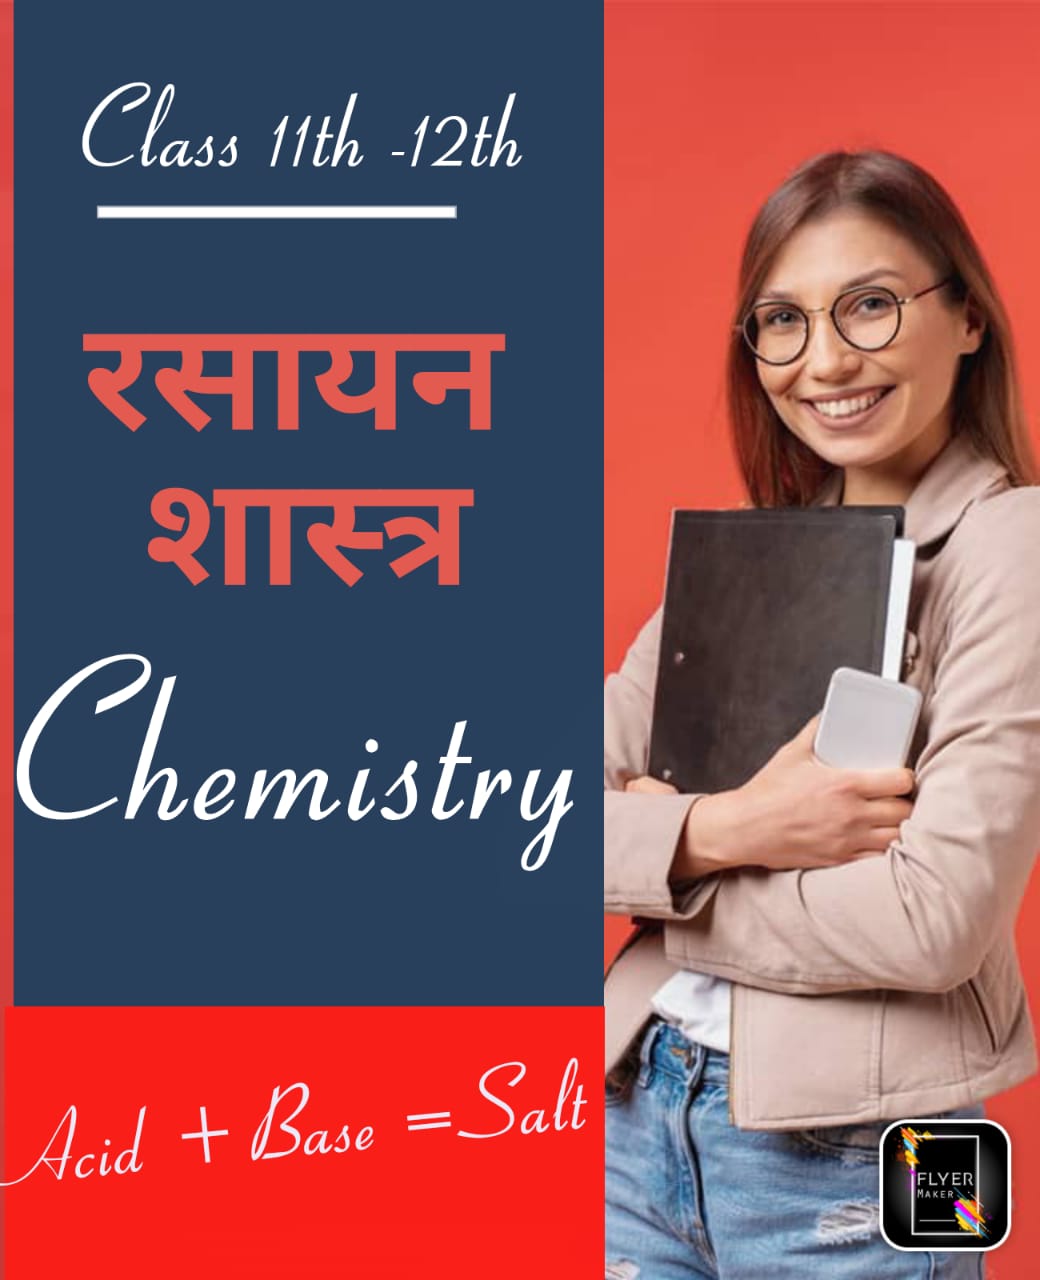 Class 11th -12th
रसायन
शास्त्र
Chemistry
Acid + Base = Salt
FLYER
MAKER